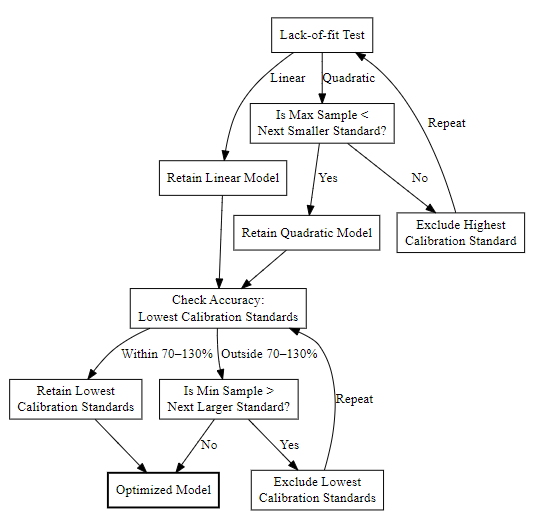 Lack-of-fit Test
Linear
Quadratic
Is Max Sample <
Next Smaller Standard?
Repeat
Retain Linear Model
Yes
No
Retain Quadratic Model
Exclude Highest
Calibration Standard
Check Accuracy:
Lowest Calibration Standards
Within 70–130%
Outside 70–130%
Retain Lowest
Calibration Standards
Is Min Sample >
Next Larger Standard?
Repeat
No
Yes
Optimized Model
Exclude Lowest
Calibration Standards